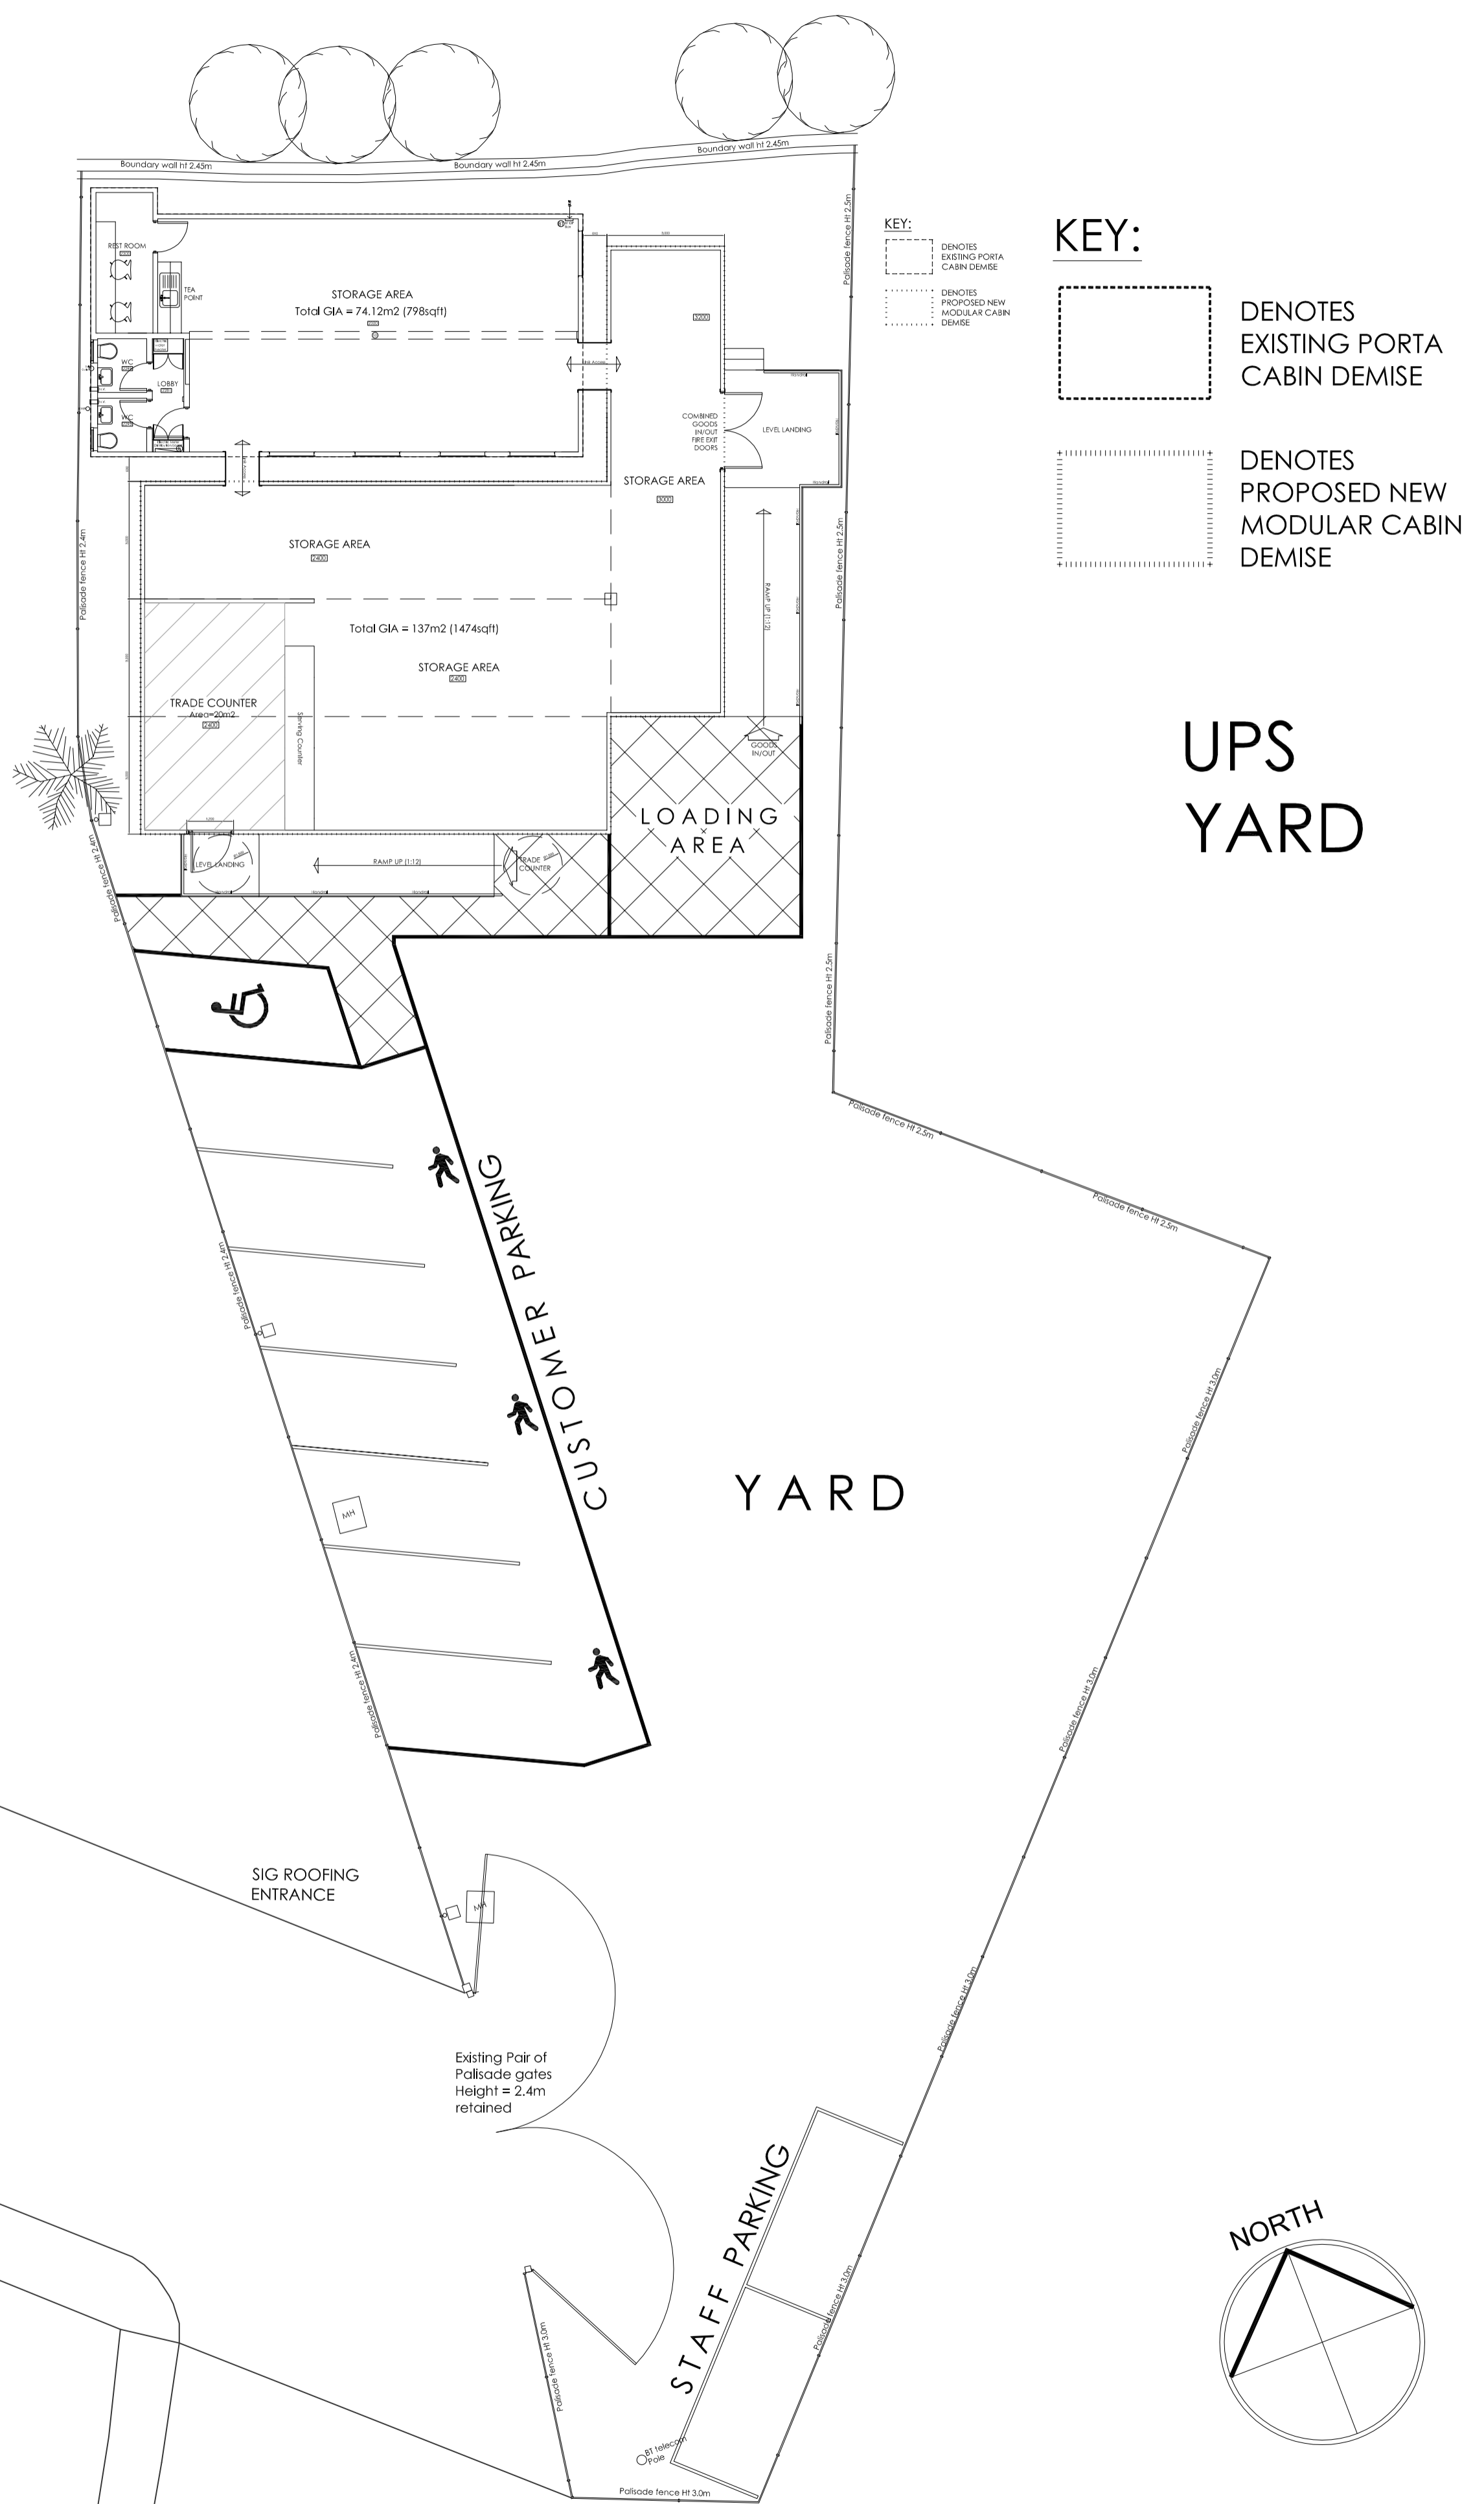 Boundary wall ht 2.45m
Boundary wall ht 2.45m
Boundary wall ht 2.45m
Palisade fence Ht 2.5m
KEY:
DENOTES
EXISTING PORTA
CABIN DEMISE
DENOTES
PROPOSED NEW
MODULAR CABIN
DEMISE
KEY:
DENOTES
EXISTING PORTA
CABIN DEMISE
DENOTES
PROPOSED NEW
MODULAR CABIN
DEMISE
REST ROOM
TEA
POINT
STORAGE AREA
Total GIA = 74.12m2 (798sqft)
3000
WC
LOBBY
WC
COMBINED
GOODS
IN/OUT
FIRE EXIT
DOORS
LEVEL LANDING
STORAGE AREA
3000
Palisade fence Ht 2.4m
Palisade fence Ht 2.5m
STORAGE AREA
2400
RAMP UP (1:12)
Total GIA = 137m2 (1474sqft)
STORAGE AREA
2400
TRADE COUNTER
Area=20m2
2400
Serving Counter
GOODS
IN/OUT
UPS
YARD
LOADING
AREA
LEVEL LANDING
RAMP UP (1:12)
TRADE
COUNTER
Palisade fence Ht 2.4m
Palisade fence Ht 2.5m
Palisade fence Ht 2.5m
Palisade fence Ht 2.5m
CUSTOMER PARKING
Palisade fence Ht 2.4m
Palisade fence Ht 3.0m
YARD
MH
Palisade fence Ht 2.4m
Palisade fence Ht 3.0m
SIG ROOFING
ENTRANCE
MH
Palisade fence Ht 3.0m
Existing Pair of
Palisade gates
Height = 2.4m
retained
STAFF PARKING
NORTH
Palisade fence Ht 3.0m
Palisade fence Ht 3.0m
BT telecom
Pole
Palisade fence Ht 3.0m